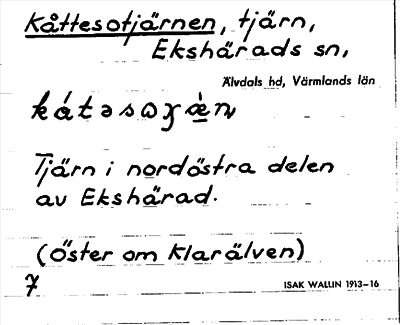 Kåttesotjärnen, tjärn,
Ekshärads sn,
Älvdals hd, Värmlands län
Tjärn i nordöstra delen
av Ekshärad.
(Öster om Klarälven)
7
ISAK WALLIN 1913-16